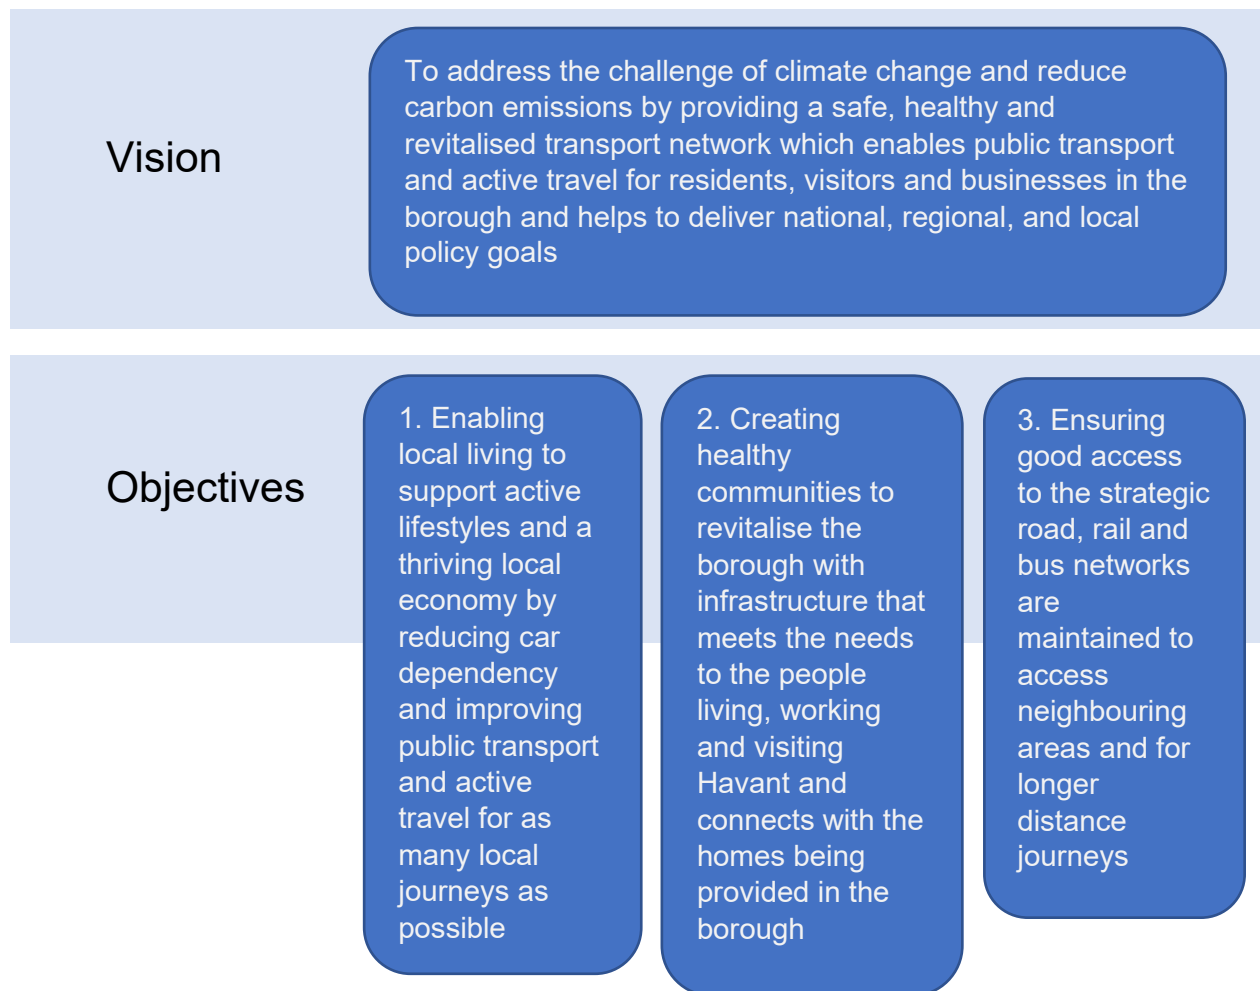 Vision
To address the challenge of climate change and reduce
carbon emissions by providing a safe, healthy and
revitalised transport network which enables public transport
and active travel for residents, visitors and businesses in the
borough and helps to deliver national, regional, and local
policy goals
Objectives
1. Enabling
local living to
support active
lifestyles and a
thriving local
economy by
reducing car
dependency
and improving
public transport
and active
travel for as
many local
journeys as
possible
2. Creating
healthy
communities to
revitalise the
borough with
infrastructure that
meets the needs
to the people
living, working
and visiting
Havant and
connects with the
homes being
provided in the
borough
3. Ensuring
good access
to the strategic
road, rail and
bus networks
are
maintained to
access
neighbouring
areas and for
longer
distance
journeys